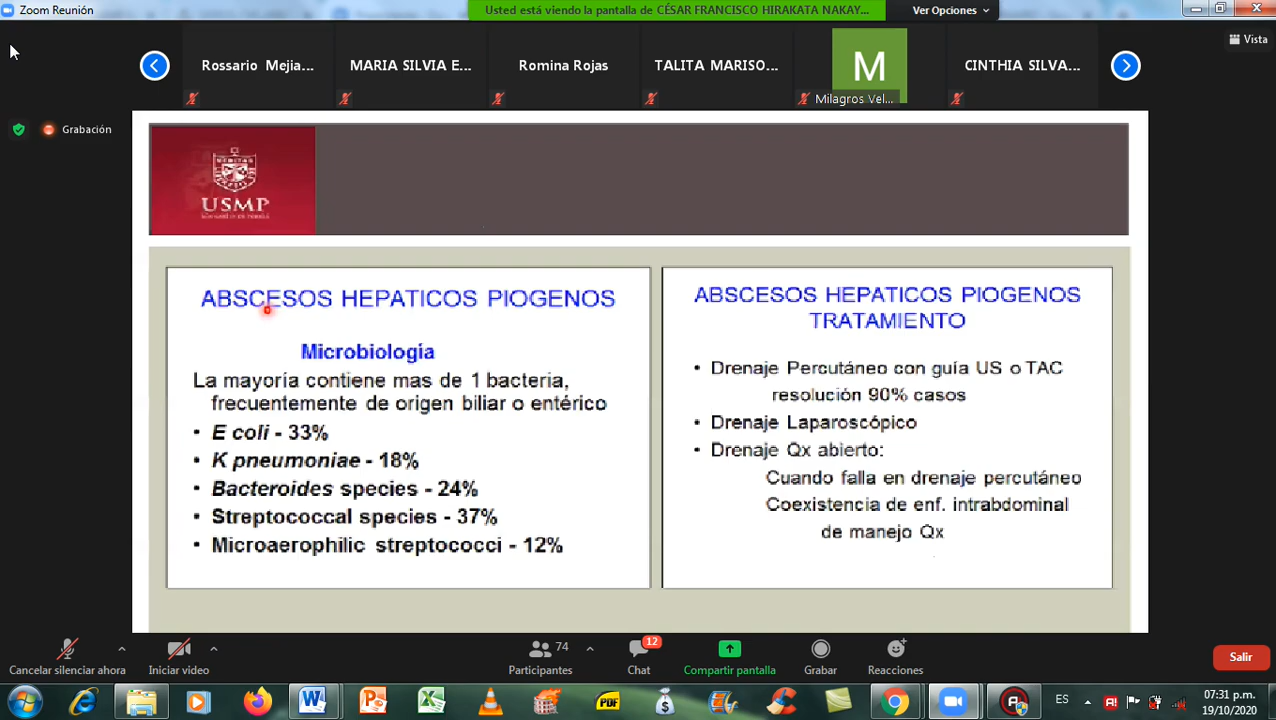 Zoom Reunión
Usted está viendo la pantalla de CÉSAR FRANCISCO HIRAKATA NAKAY...
Ver Opciones
Vista
Rossario Mejia...
MARIA SILVIA E...
Romina Rojas
TALITA MARISO...
M
Milagros Vel...
CINTHIA SILVA...
Grabación
USMP
ABSCESOS HEPATICOS PIOGENOS
Microbiología
La mayoría contiene mas de 1 bacteria,
frecuentemente de origen biliar o entérico
• E coli - 33%
• K pneumoniae - 18%
• Bacteroides species - 24%
• Streptococcal species - 37%
• Microaerophilic streptococci - 12%
ABSCESOS HEPATICOS PIOGENOS
TRATAMIENTO
• Drenaje Percutáneo con guía US o TAC
resolución 90% casos
• Drenaje Laparoscópico
• Drenaje Qx abierto:
Cuando falla en drenaje percutáneo
Coexistencia de enf. intrabdominal
de manejo Qx
Cancelar silenciar ahora
Iniciar video
74
Participantes
12
Chat
Compartir pantalla
Grabar
Reacciones
Salir
PDF
ES
07:31 p.m.
19/10/2020